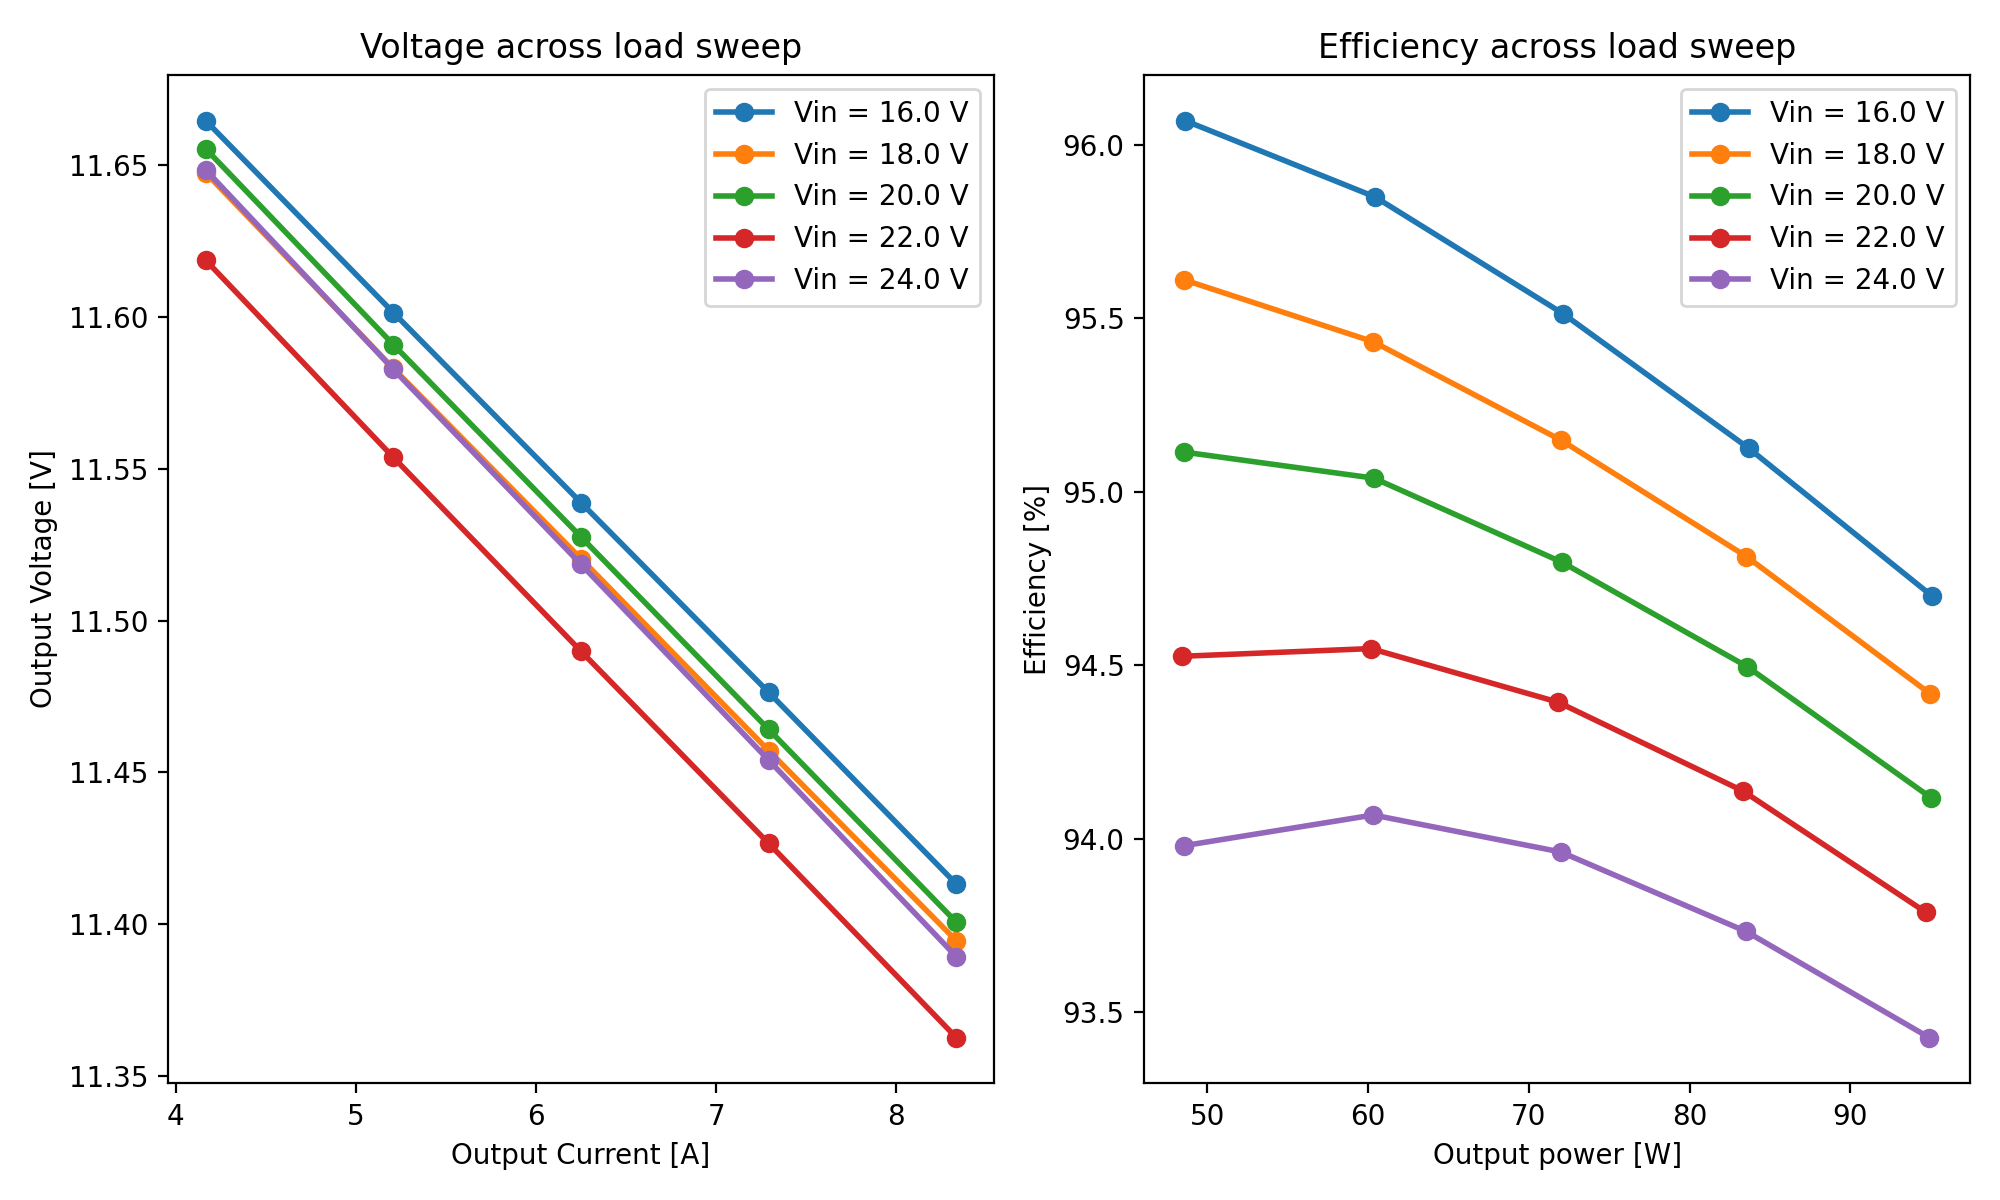 Voltage across load sweep
Vin = 16.0 V
Vin = 18.0 V
Vin = 20.0 V
Vin = 22.0 V
Vin = 24.0 V
11.65
11.60
11.55
11.50
11.45
11.40
11.35
Output Voltage [V]
4
5
6
7
8
Output Current [A]
Efficiency across load sweep
Vin = 16.0 V
Vin = 18.0 V
Vin = 20.0 V
Vin = 22.0 V
Vin = 24.0 V
96.0
95.5
95.0
94.5
94.0
93.5
Efficiency [%]
50
60
70
80
90
Output power [W]